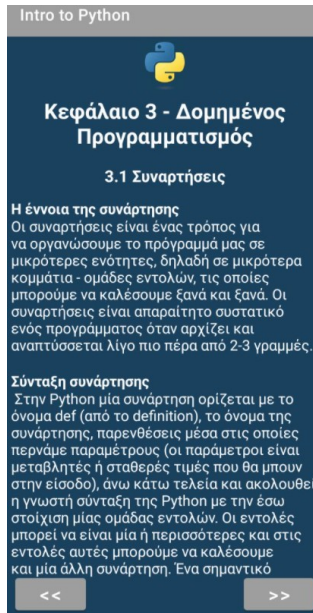 Intro to Python
Κεφάλαιο 3 - Δομημένος
Προγραμματισμός
3.1 Συναρτήσεις
Η έννοια της συνάρτησης
Οι συναρτήσεις είναι ένας τρόπος για
να οργανώσουμε το πρόγραμμά μας σε
μικρότερες ενότητες, δηλαδή σε μικρότερα
κομμάτια - ομάδες εντολών, τις οποίες
μπορούμε να καλέσουμε ξανά και ξανά. Οι
συναρτήσεις είναι απαραίτητο συστατικό
ενός προγράμματος όταν αρχίζει και
αναπτύσσεται λίγο πιο πέρα από 2-3 γραμμές.
Σύνταξη συνάρτησης
Στην Python μία συνάρτηση ορίζεται με το
όνομα def (από το definition), το όνομα της
συνάρτησης, παρενθέσεις μέσα στις οποίες
περνάμε παραμέτρους (οι παράμετροι είναι
μεταβλητές ή σταθερές τιμές που θα μπουν
στην είσοδο), άνω κάτω τελεία και ακολουθεί
η γνωστή σύνταξη της Python με την έσω
στοίχιση μίας ομάδας εντολών. Οι εντολές
μπορεί να είναι μία ή περισσότερες και στις
εντολές αυτές μπορούμε να καλέσουμε
και μία άλλη συνάρτηση. Ένα σημαντικό
<< >>